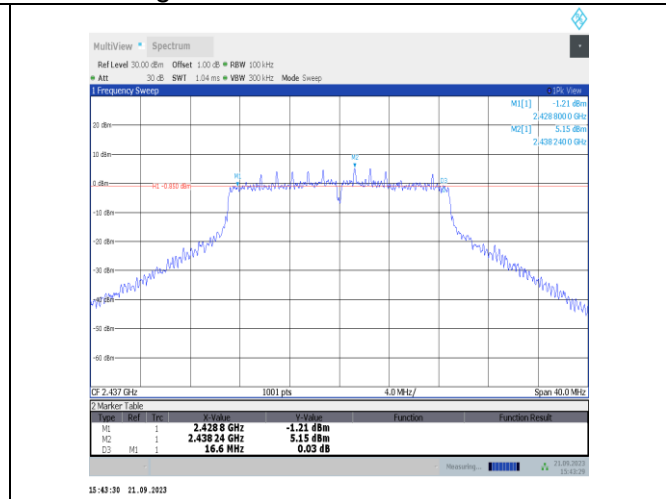 MultiView Spectrum
Ref Level 30.00 dBm Offset 1.00 dB RBW 100 kHz
Att 30 dB SWT 1.04 ms VBW 300 kHz Mode Sweep
1 Frequency Sweep 1Pk View
M1[1] -1.21 dBm
2.428 800 0 GHz
20 dBm
M2[1] 5.15 dBm
2.438 240 0 GHz
10 dBm
M2
M1
D3
0 dBm
H1 -0.850 dBm
-10 dBm
-20 dBm
-30 dBm
-40 dBm
-50 dBm
-60 dBm
CF 2.437 GHz 1001 pts 4.0 MHz/ Span 40.0 MHz
2 Marker Table
Type Ref Trc X-Value Y-Value Function Function Result
M1 1 2.428 8 GHz -1.21 dBm
M2 1 2.438 24 GHz 5.15 dBm
D3 M1 1 16.6 MHz 0.03 dB
Measuring... 21.09.2023
15:43:29
15:43:30 21.09.2023